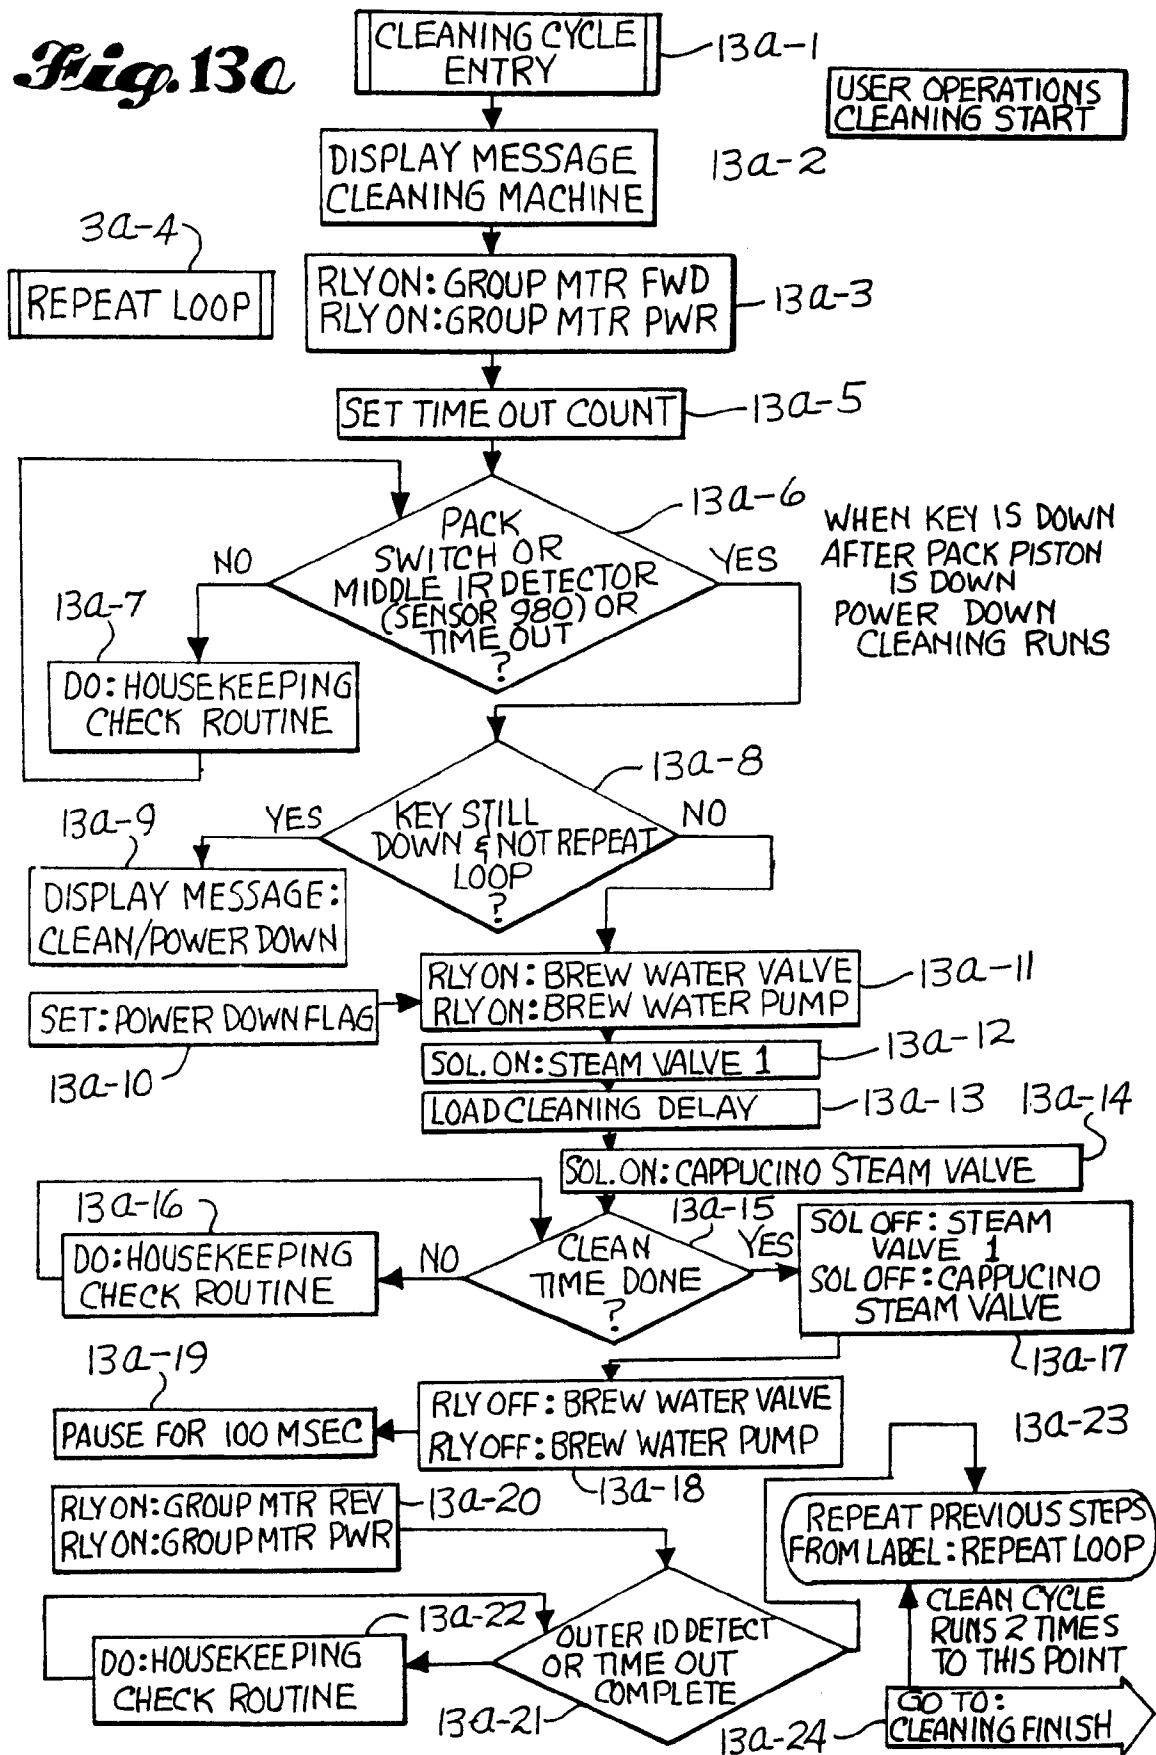 Fig. 13a
CLEANING CYCLE
ENTRY
13a-1
USER OPERATIONS
CLEANING START
DISPLAY MESSAGE
CLEANING MACHINE
13a-2
3a-4
REPEAT LOOP
RLY ON: GROUP MTR FWD
RLY ON: GROUP MTR PWR
13a-3
SET TIME OUT COUNT
13a-5
PACK
SWITCH OR
MIDDLE IR DETECTOR
(SENSOR 980) OR
TIME OUT
?
13a-6
NO
YES
WHEN KEY IS DOWN
AFTER PACK PISTON
IS DOWN
POWER DOWN
CLEANING RUNS
13a-7
DO: HOUSEKEEPING
CHECK ROUTINE
KEY STILL
DOWN & NOT REPEAT
LOOP
?
13a-8
YES
NO
13a-9
DISPLAY MESSAGE:
CLEAN/POWER DOWN
SET: POWER DOWN FLAG
13a-10
RLY ON: BREW WATER VALVE
RLY ON: BREW WATER PUMP
13a-11
SOL. ON: STEAM VALVE 1
13a-12
LOAD CLEANING DELAY
13a-13
13a-14
SOL. ON: CAPPUCINO STEAM VALVE
13a-15
CLEAN
TIME DONE
?
NO
YES
13a-16
DO: HOUSEKEEPING
CHECK ROUTINE
SOL OFF: STEAM
VALVE 1
SOL OFF: CAPPUCINO
STEAM VALVE
13a-17
RLY OFF: BREW WATER VALVE
RLY OFF: BREW WATER PUMP
13a-18
13a-19
PAUSE FOR 100 MSEC
RLY ON: GROUP MTR REV
RLY ON: GROUP MTR PWR
13a-20
OUTER ID DETECT
OR TIME OUT
COMPLETE
13a-21
13a-22
DO: HOUSEKEEPING
CHECK ROUTINE
13a-23
REPEAT PREVIOUS STEPS
FROM LABEL: REPEAT LOOP
CLEAN CYCLE
RUNS 2 TIMES
TO THIS POINT
GO TO:
CLEANING FINISH
13a-24